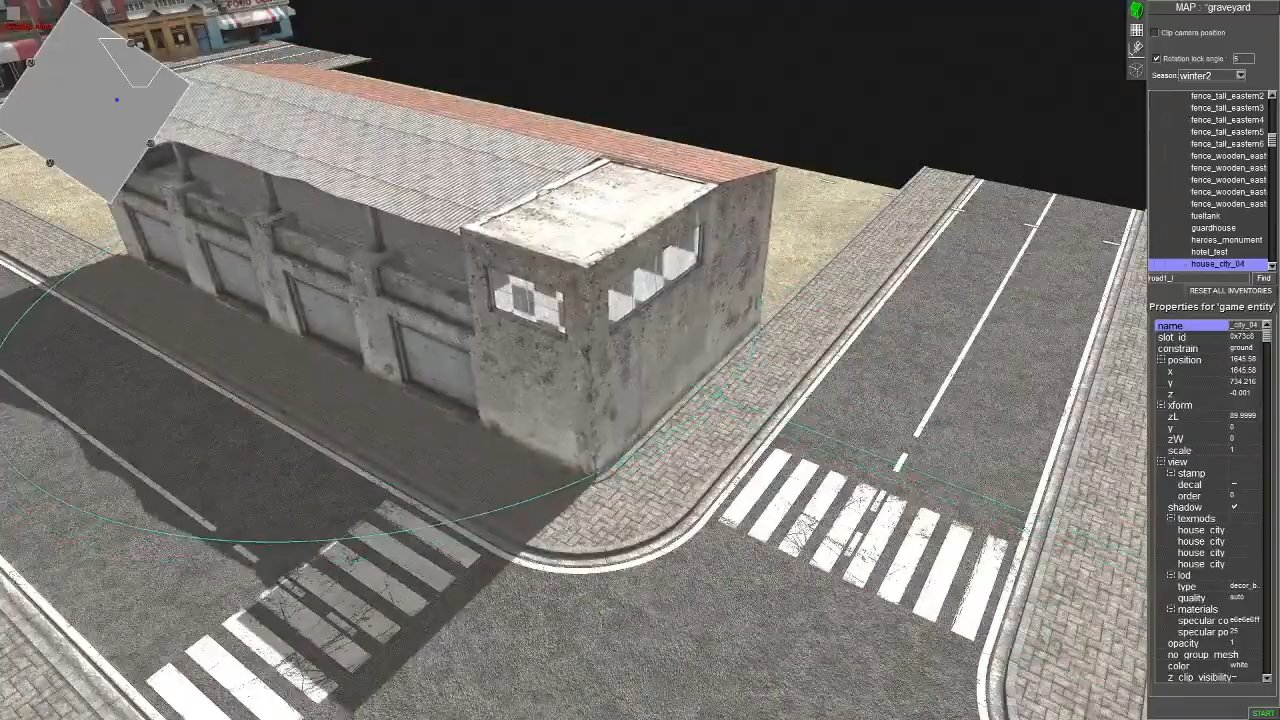 MAP : "graveyard
Clip camera position
Rotation lock angle : 5
Season: winter2
fence_tall_eastern2
fence_tall_eastern3
fence_tall_eastern4
fence_tall_eastern5
fence_tall_eastern6
fence_wooden_east
fence_wooden_east
fence_wooden_east
fence_wooden_east
fueltank
guardhouse
heroes_monument
hotel_test
house_city_04
road1_l Find
RESET ALL INVENTORIES
Properties for 'game entity'
name _city_04
slot_id 0x73c8
constrain ground
position 1645.58
x 1645.58
y 734.216
z -0.001
xform
zL 89.9999
y 0
zW 0
scale 1
view
stamp
decal
order 0
shadow
texmods
house_city
house_city
house_city
house_city
lod
type decor_b..
quality auto
materials
specular co e6e6e6ff
specular po 25
opacity 1
no_group_mesh
color white
z_clip_visibility
START